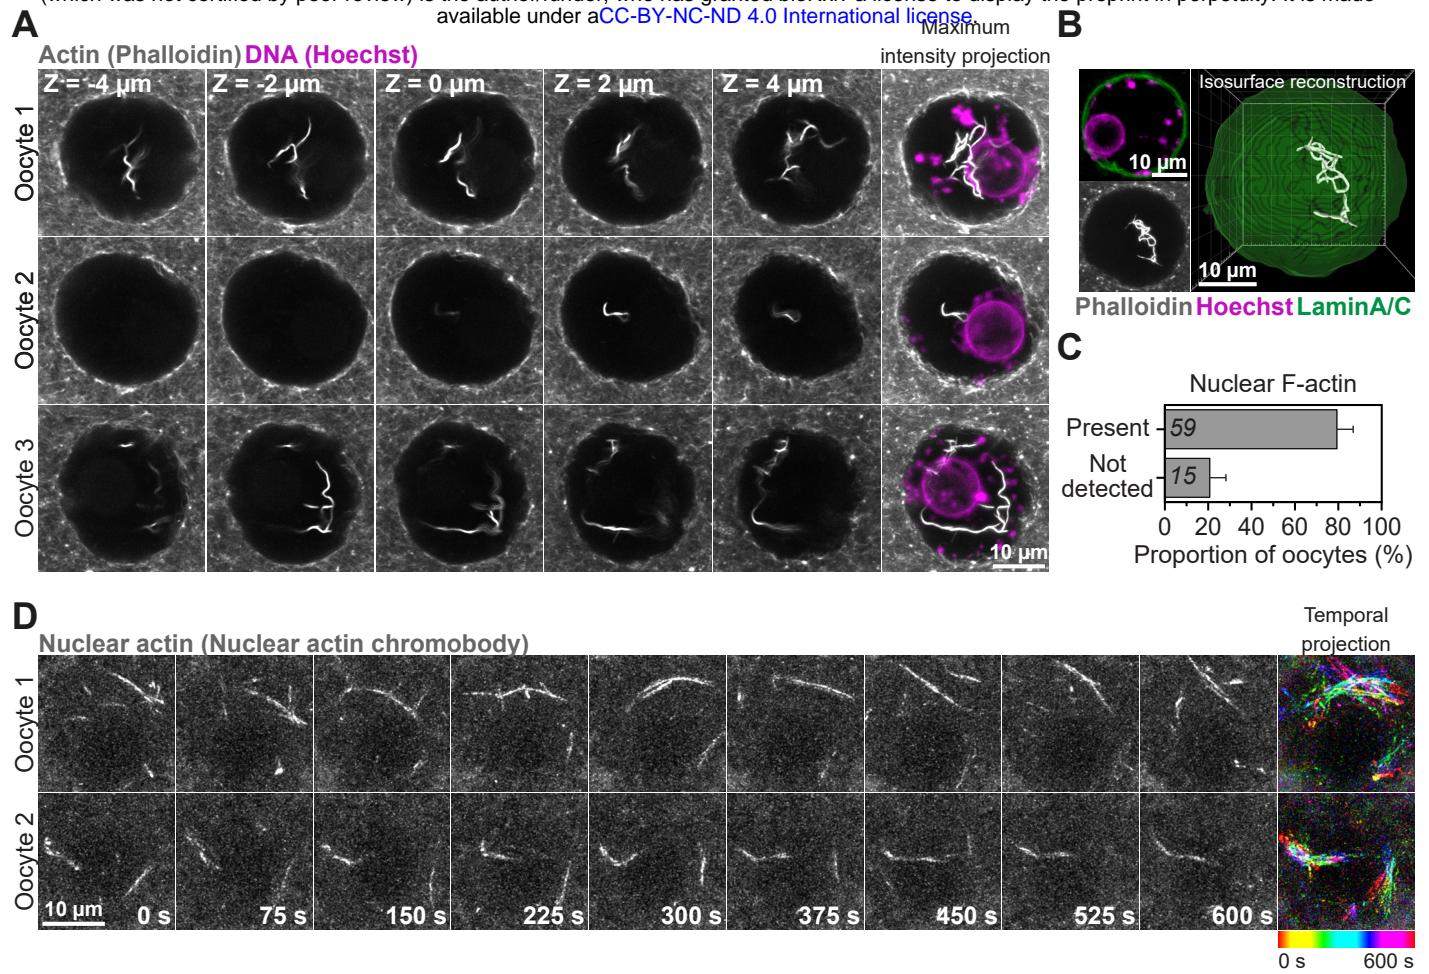 available under aCC-BY-NC-ND 4.0 International license.
A
Actin (Phalloidin) DNA (Hoechst)
Maximum
intensity projection
Z = -4 µm
Z = -2 µm
Z = 0 µm
Z = 2 µm
Z = 4 µm
Oocyte 1
Oocyte 2
Oocyte 3
10 µm
B
Isosurface reconstruction
10 µm
10 µm
Phalloidin Hoechst LaminA/C
C
Nuclear F-actin
Present
59
Not
detected
15
0 20 40 60 80 100
Proportion of oocytes (%)
D
Nuclear actin (Nuclear actin chromobody)
Temporal
projection
Oocyte 1
Oocyte 2
10 µm
0 s
75 s
150 s
225 s
300 s
375 s
450 s
525 s
600 s
0 s 600 s